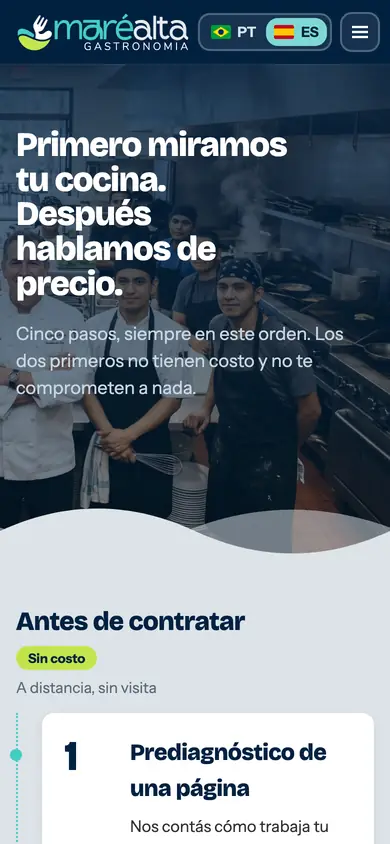 maréalta
GASTRONOMIA
PT
ES
Primero miramos
tu cocina.
Después
hablamos de
precio.
Cinco pasos, siempre en este orden. Los
dos primeros no tienen costo y no te
comprometen a nada.
Antes de contratar
Sin costo
A distancia, sin visita
1
Prediagnóstico de
una página
Nos contás cómo trabaja tu